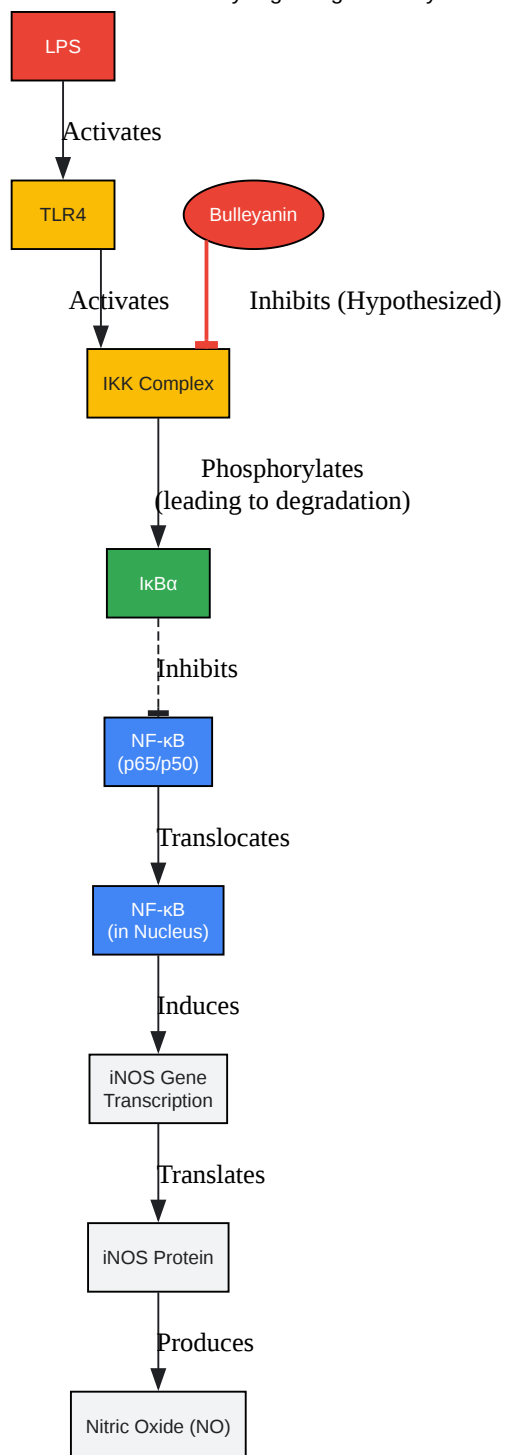 LPS
Activates
TLR4
Bulleyanin
Activates
Inhibits (Hypothesized)
IKK Complex
Phosphorylates
(leading to degradation)
IκBα
Inhibits
NF-κB
(p65/p50)
Translocates
NF-κB
(in Nucleus)
Induces
iNOS Gene
Transcription
Translates
iNOS Protein
Produces
Nitric Oxide (NO)